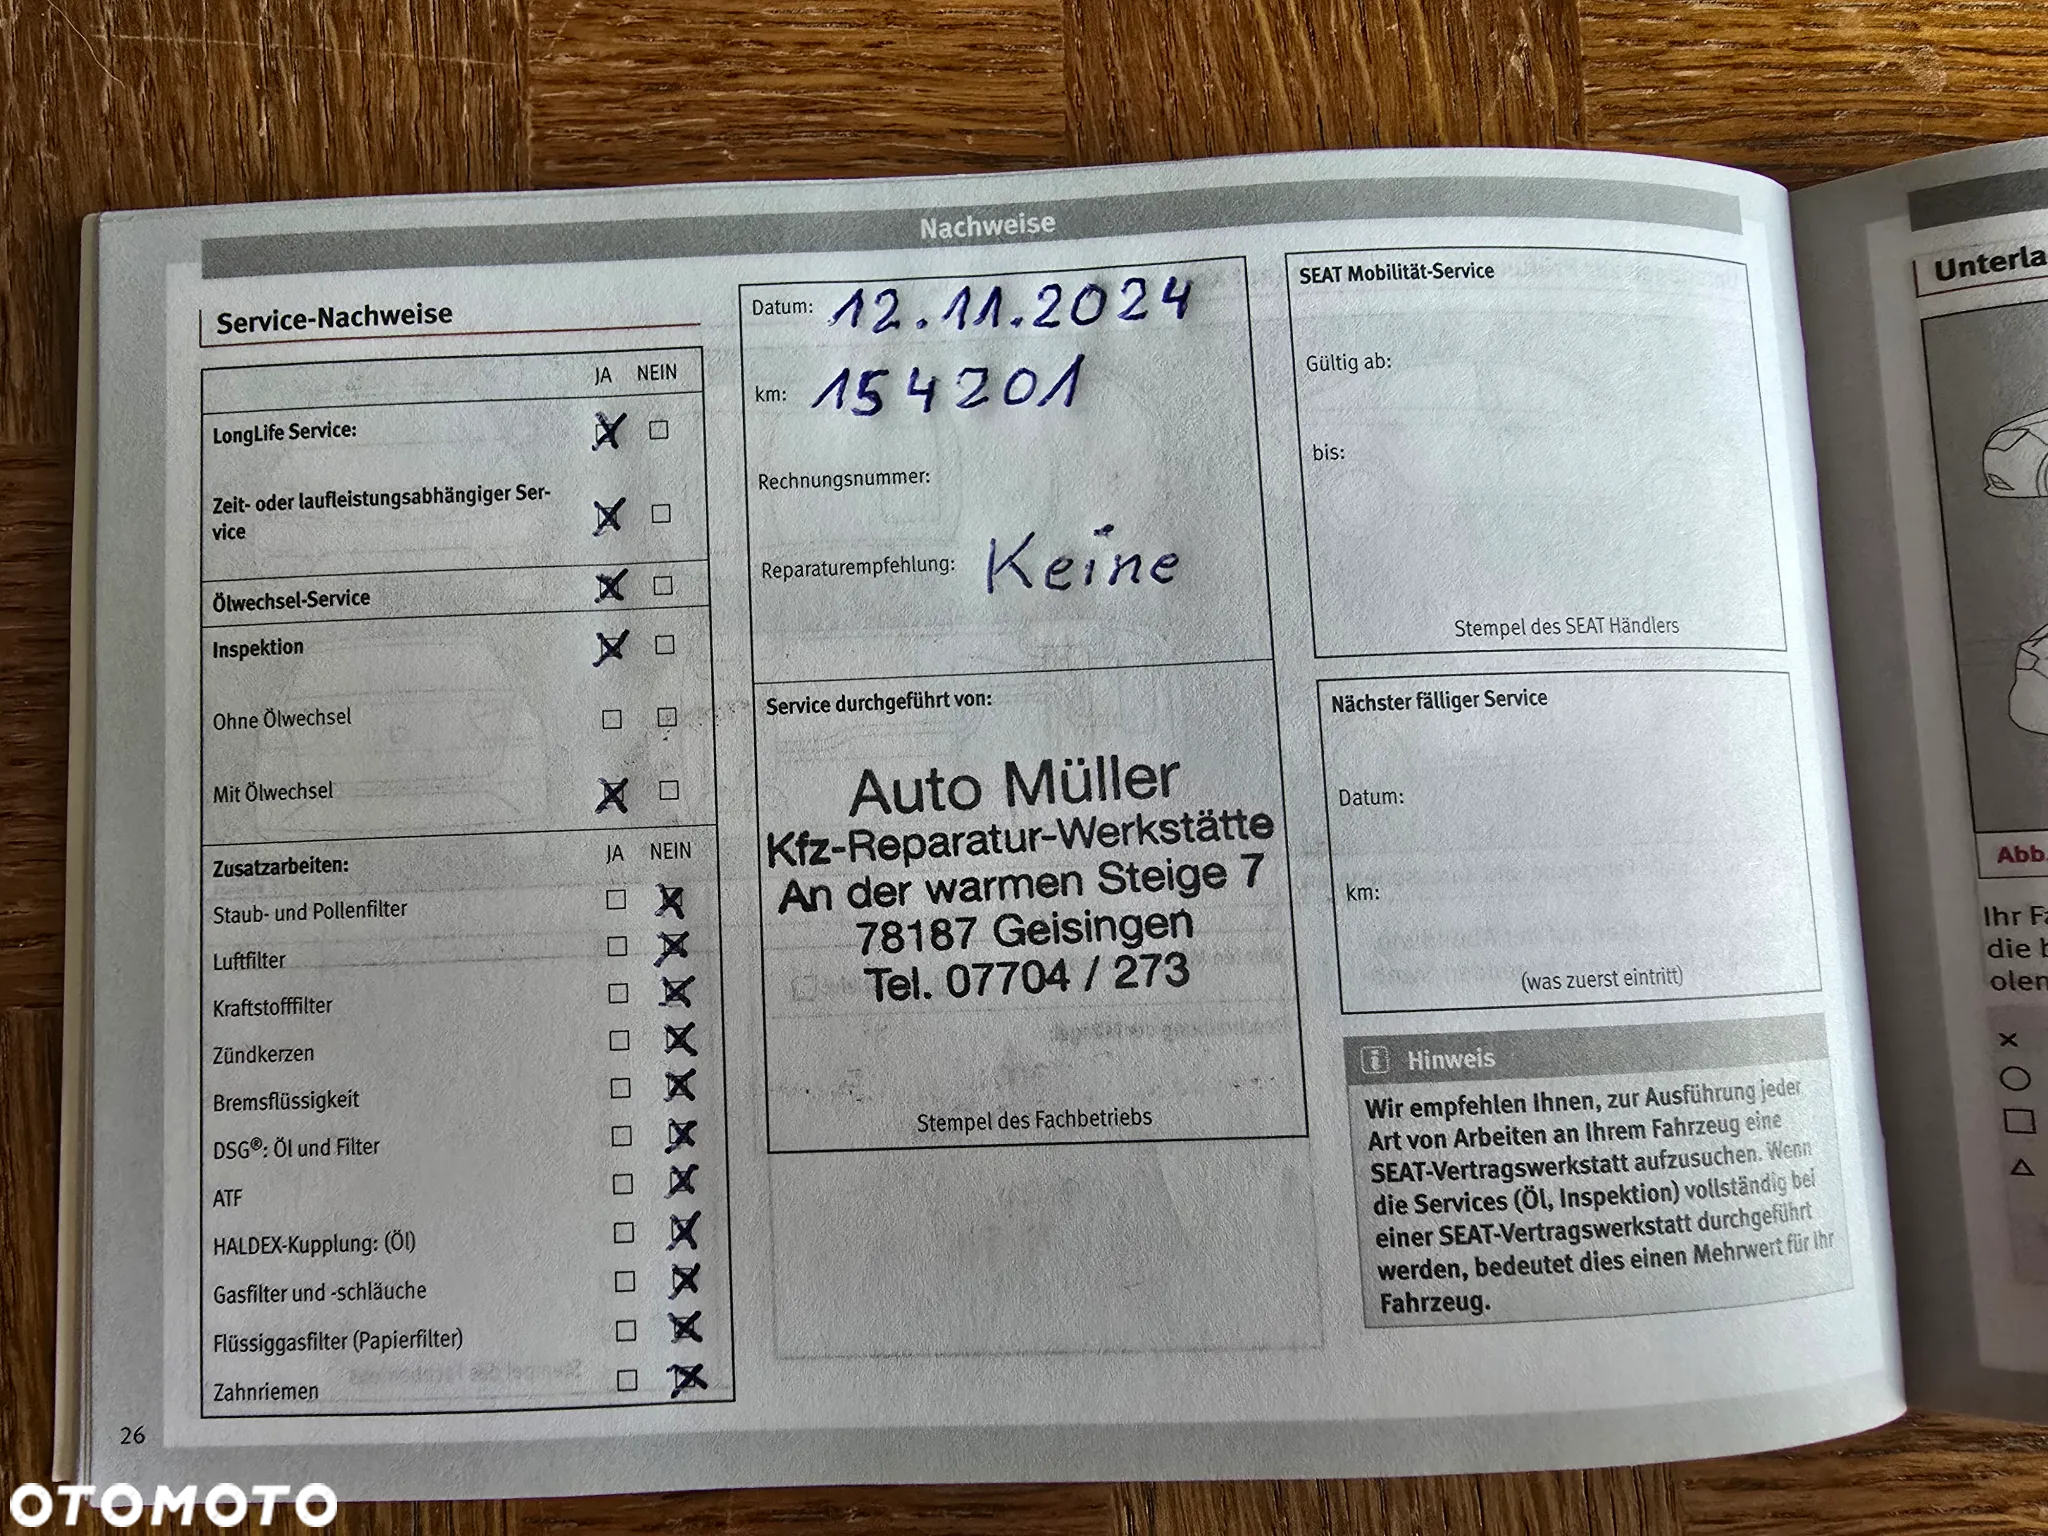 Nachweise
Service-Nachweise
JA NEIN
LongLife Service:
Zeit- oder laufleistungsabhängiger Ser-
vice
Ölwechsel-Service
Inspektion
Ohne Ölwechsel
Mit Ölwechsel
Zusatzarbeiten: JA NEIN
Staub- und Pollenfilter
Luftfilter
Kraftstofffilter
Zündkerzen
Bremsflüssigkeit
DSG®: Öl und Filter
ATF
HALDEX-Kupplung: (Öl)
Gasfilter und -schläuche
Flüssiggasfilter (Papierfilter)
Zahnriemen
26
Datum: 12.11.2024
km: 154201
Rechnungsnummer:
Reparaturempfehlung: Keine
Service durchgeführt von:
Auto Müller
Kfz-Reparatur-Werkstätte
An der warmen Steige 7
78187 Geisingen
Tel. 07704 / 273
Stempel des Fachbetriebs
SEAT Mobilität-Service
Gültig ab:
bis:
Stempel des SEAT Händlers
Nächster fälliger Service
Datum:
km:
(was zuerst eintritt)
Hinweis
Wir empfehlen Ihnen, zur Ausführung jeder
Art von Arbeiten an Ihrem Fahrzeug eine
SEAT-Vertragswerkstatt aufzusuchen. Wenn
die Services (Öl, Inspektion) vollständig bei
einer SEAT-Vertragswerkstatt durchgeführt
werden, bedeutet dies einen Mehrwert für Ihr
Fahrzeug.
Unterla
Abb.
Ihr Fa
die b
olen
OTOMOTO